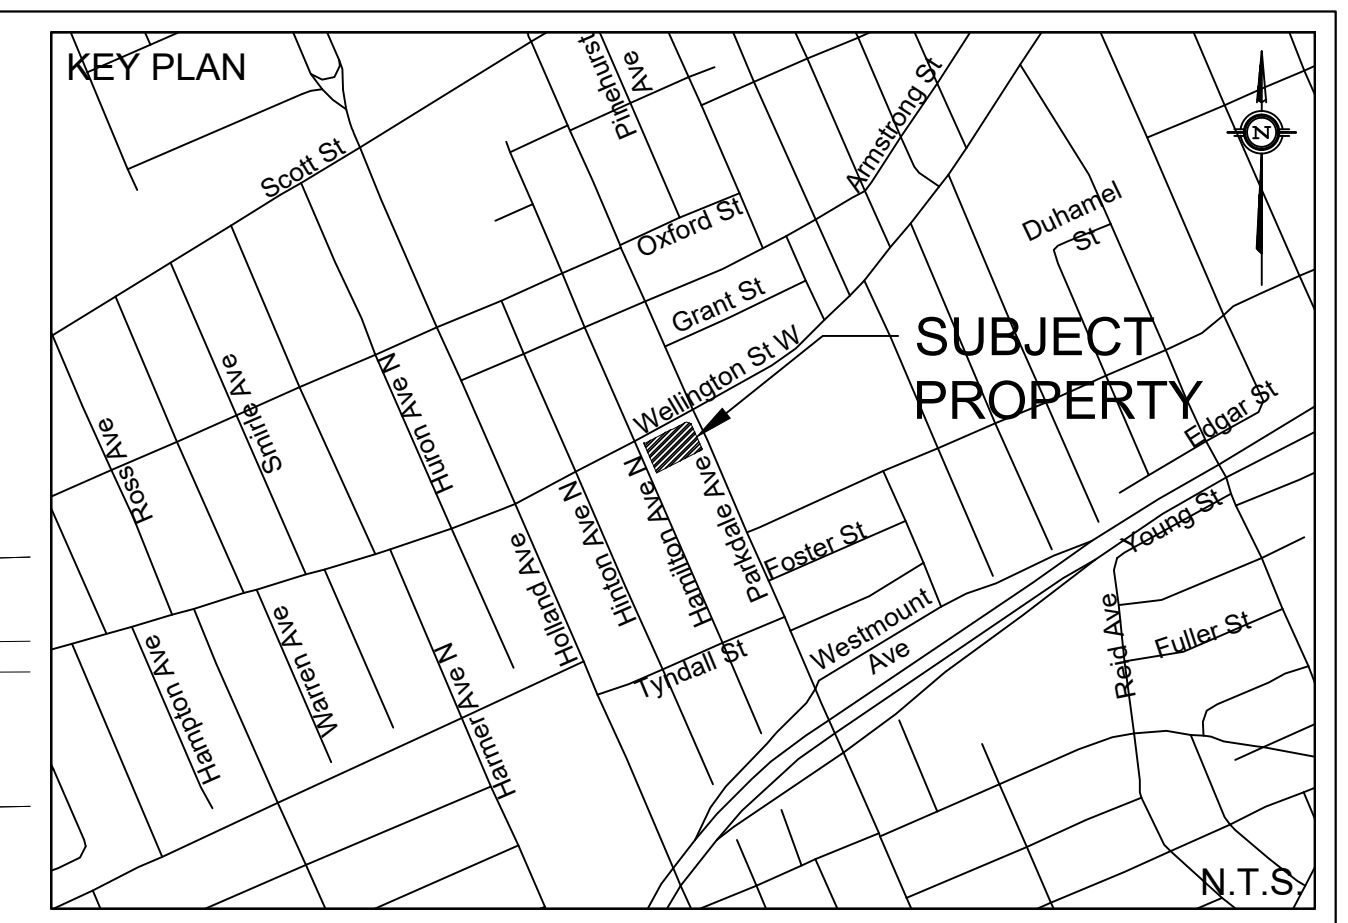 KEY PLAN
Pinehurst
Ave
Armstrong St
N
Scott St
Duhamel
St
Oxford St
Grant St
SUBJECT
PROPERTY
Wellington St W
Edgar St
Smirle Ave
Huron Ave N
Ross Ave
Hinton Ave N
Hamilton Ave N
Parkdale Ave
Holland Ave
Foster St
Young St
Westmount
Ave
Reid Ave
Fuller St
Tyndall St
Hampton Ave
Warren Ave
Harmer Ave N
Harmer
N.T.S.